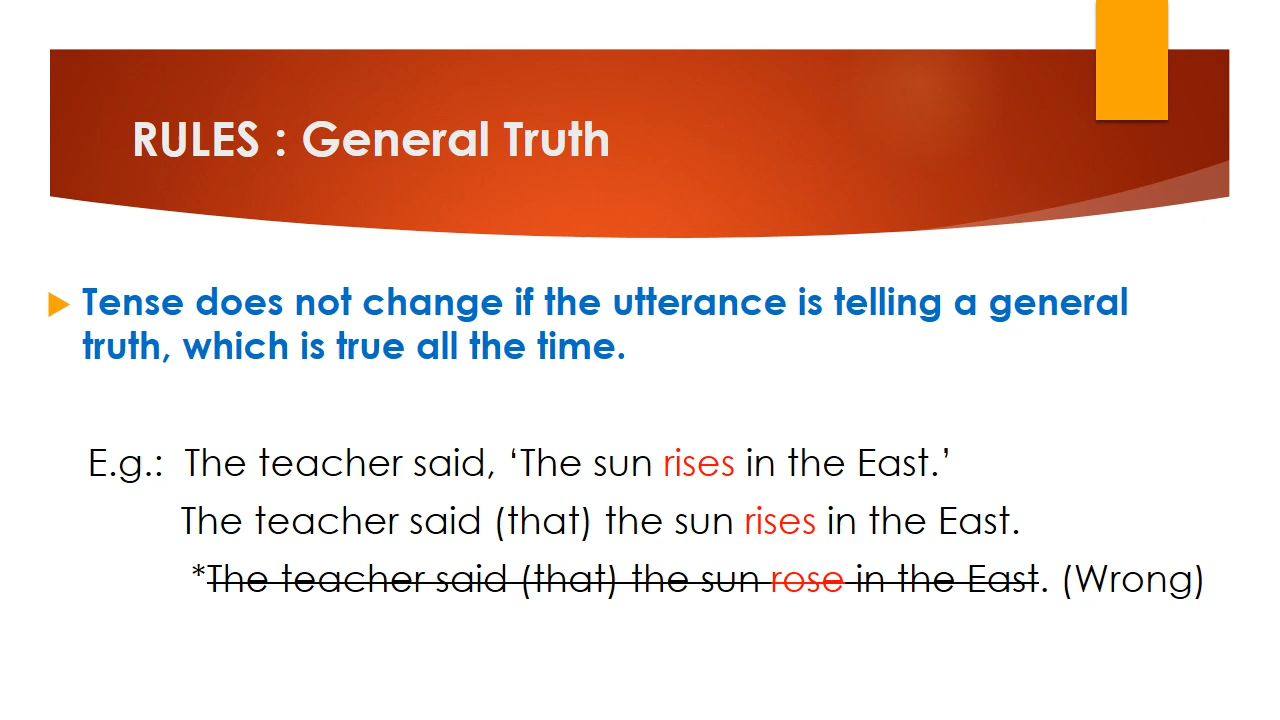 RULES : General Truth
Tense does not change if the utterance is telling a general
truth, which is true all the time.
E.g.: The teacher said, ‘The sun rises in the East.’
The teacher said (that) the sun rises in the East.
*The teacher said (that) the sun rose in the East. (Wrong)